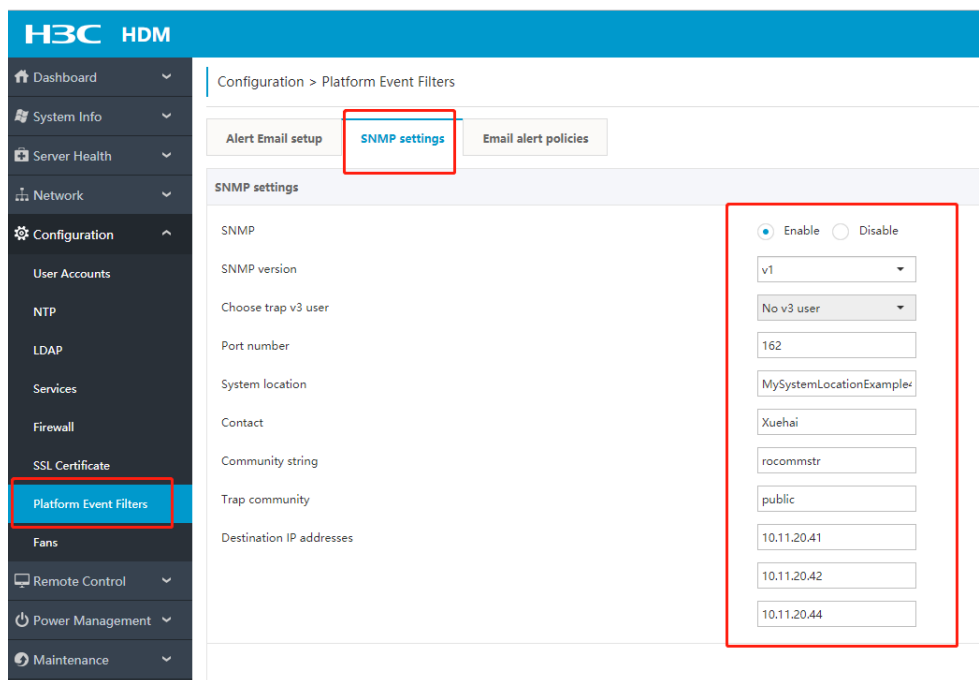 H3C HDM
Dashboard
System Info
Server Health
Network
Configuration
User Accounts
NTP
LDAP
Services
Firewall
SSL Certificate
Platform Event Filters
Fans
Remote Control
Power Management
Maintenance
Configuration > Platform Event Filters
Alert Email setup SNMP settings Email alert policies
SNMP settings
SNMP Enable Disable
SNMP version v1
Choose trap v3 user No v3 user
Port number 162
System location MySystemLocationExample
Contact Xuehai
Community string rocommstr
Trap community public
Destination IP addresses 10.11.20.41
10.11.20.42
10.11.20.44